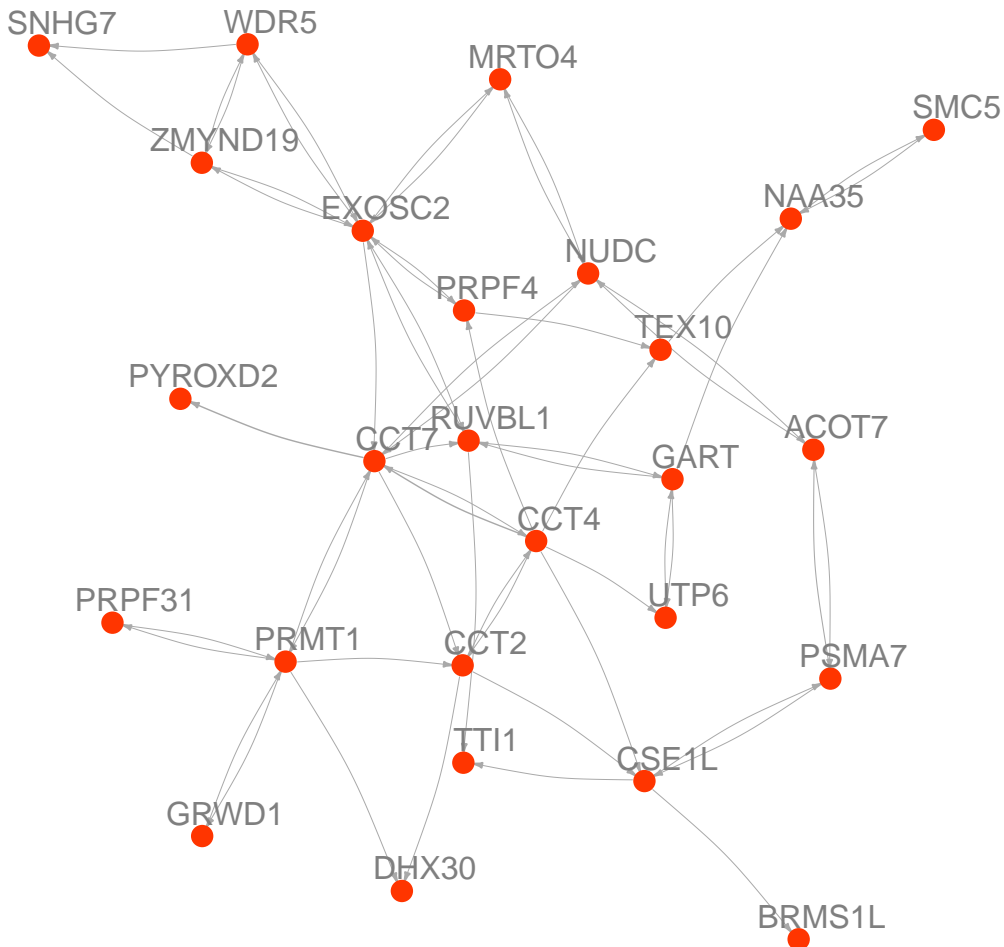 SNHG7
WDR5
MRTO4
SMC5
ZMYND19
NAA35
EXOSC2
NUDC
PRPF4
TEX10
PYROXD2
RUVBL1
CCT7
ACOT7
GART
CCT4
PRPF31
UTP6
PRMT1
CCT2
PSMA7
TTI1
CSE1L
GRWD1
DHX30
BRMS1L